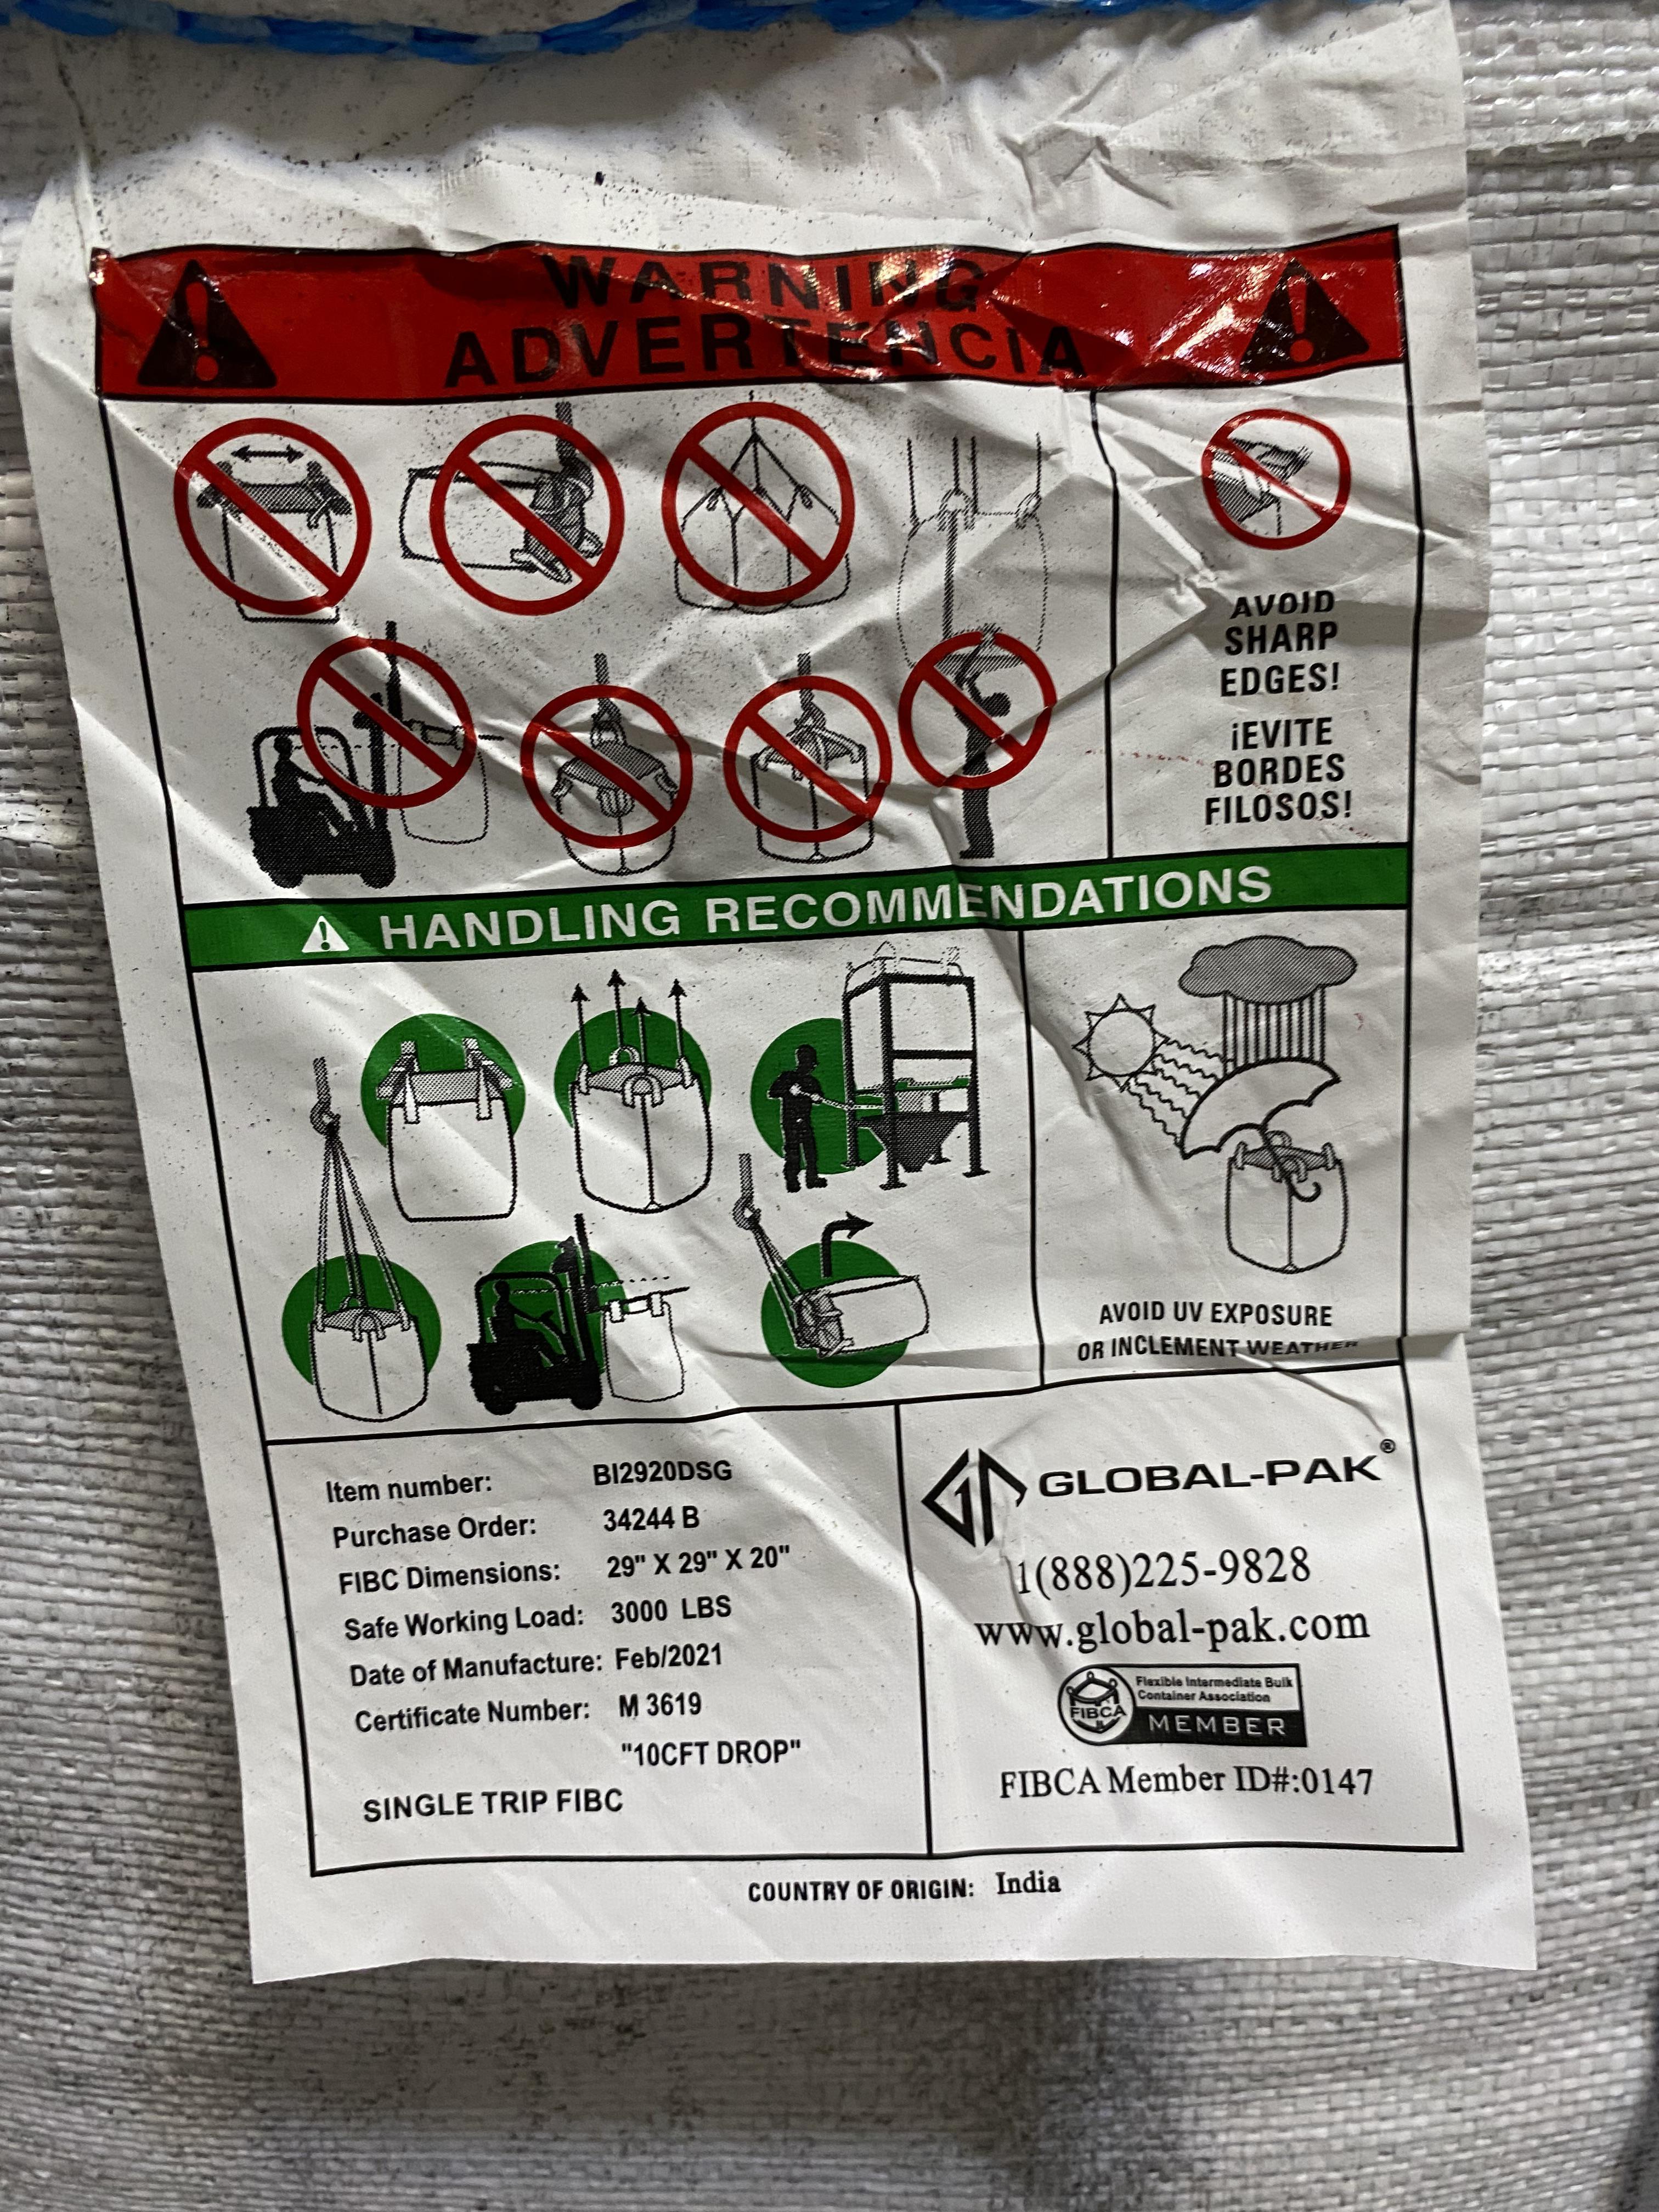 WARNING
ADVERTENCIA
AVOID
SHARP
EDGES!
¡EVITE
BORDES
FILOSOS!
HANDLING RECOMMENDATIONS
AVOID UV EXPOSURE
OR INCLEMENT WEATHER
Item number: BI2920DSG
Purchase Order: 34244 B
FIBC Dimensions: 29" X 29" X 20"
Safe Working Load: 3000 LBS
Date of Manufacture: Feb/2021
Certificate Number: M 3619
"10CFT DROP"
SINGLE TRIP FIBC
GLOBAL-PAK®
1(888)225-9828
www.global-pak.com
FIBCA
Flexible Intermediate Bulk
Container Association
MEMBER
FIBCA Member ID#:0147
COUNTRY OF ORIGIN: India